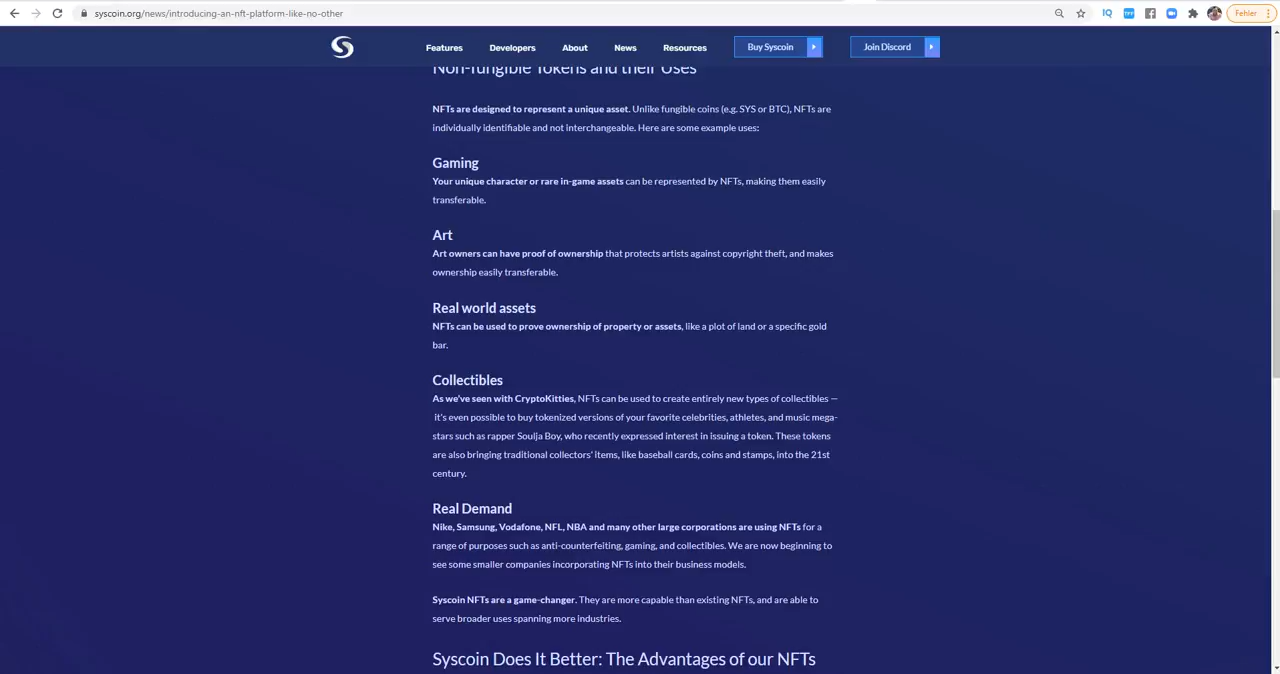 syscoin.org/news/introducing-an-nft-platform-like-no-other
IQ
TFF
Fehler
Features
Developers
About
News
Resources
Buy Syscoin
Join Discord
Non-fungible Tokens and their Uses
NFTs are designed to represent a unique asset. Unlike fungible coins (e.g. SYS or BTC), NFTs are
individually identifiable and not interchangeable. Here are some example uses:
Gaming
Your unique character or rare in-game assets can be represented by NFTs, making them easily
transferable.
Art
Art owners can have proof of ownership that protects artists against copyright theft, and makes
ownership easily transferable.
Real world assets
NFTs can be used to prove ownership of property or assets, like a plot of land or a specific gold
bar.
Collectibles
As we've seen with CryptoKitties, NFTs can be used to create entirely new types of collectibles —
it's even possible to buy tokenized versions of your favorite celebrities, athletes, and music mega-
stars such as rapper Soulja Boy, who recently expressed interest in issuing a token. These tokens
are also bringing traditional collectors' items, like baseball cards, coins and stamps, into the 21st
century.
Real Demand
Nike, Samsung, Vodafone, NFL, NBA and many other large corporations are using NFTs for a
range of purposes such as anti-counterfeiting, gaming, and collectibles. We are now beginning to
see some smaller companies incorporating NFTs into their business models.
Syscoin NFTs are a game-changer. They are more capable than existing NFTs, and are able to
serve broader uses spanning more industries.
Syscoin Does It Better: The Advantages of our NFTs